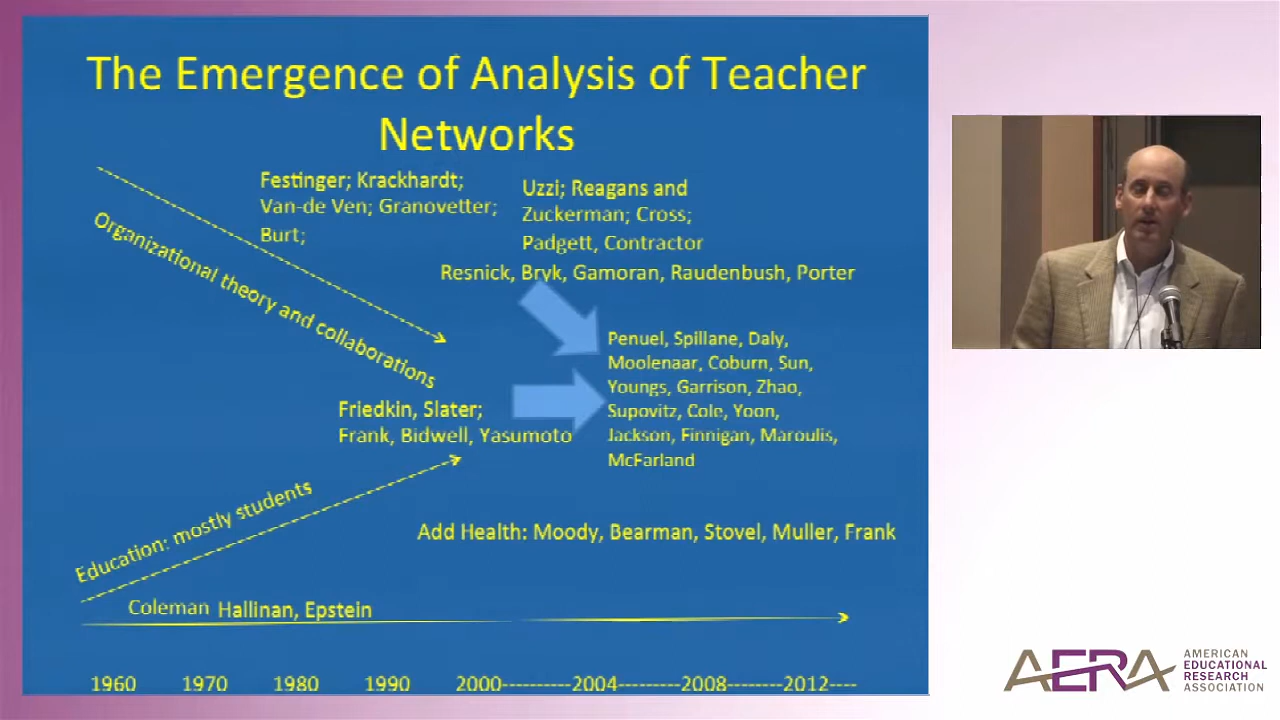 The Emergence of Analysis of Teacher
Networks
Festinger; Krackhardt;
Van-de Ven; Granovetter;
Burt;
Uzzi; Reagans and
Zuckerman; Cross;
Padgett, Contractor
Resnick, Bryk, Gamoran, Raudenbush, Porter
Organizational theory and collaborations
Penuel, Spillane, Daly,
Moolenaar, Coburn, Sun,
Youngs, Garrison, Zhao,
Supovitz, Cole, Yoon,
Jackson, Finnigan, Maroulis,
McFarland
Friedkin, Slater;
Frank, Bidwell, Yasumoto
Education: mostly students
Add Health: Moody, Bearman, Stovel, Muller, Frank
Coleman Hallinan, Epstein
1960 1970 1980 1990 2000----------2004---------2008--------2012----
AERA
AMERICAN
EDUCATIONAL
RESEARCH
ASSOCIATION